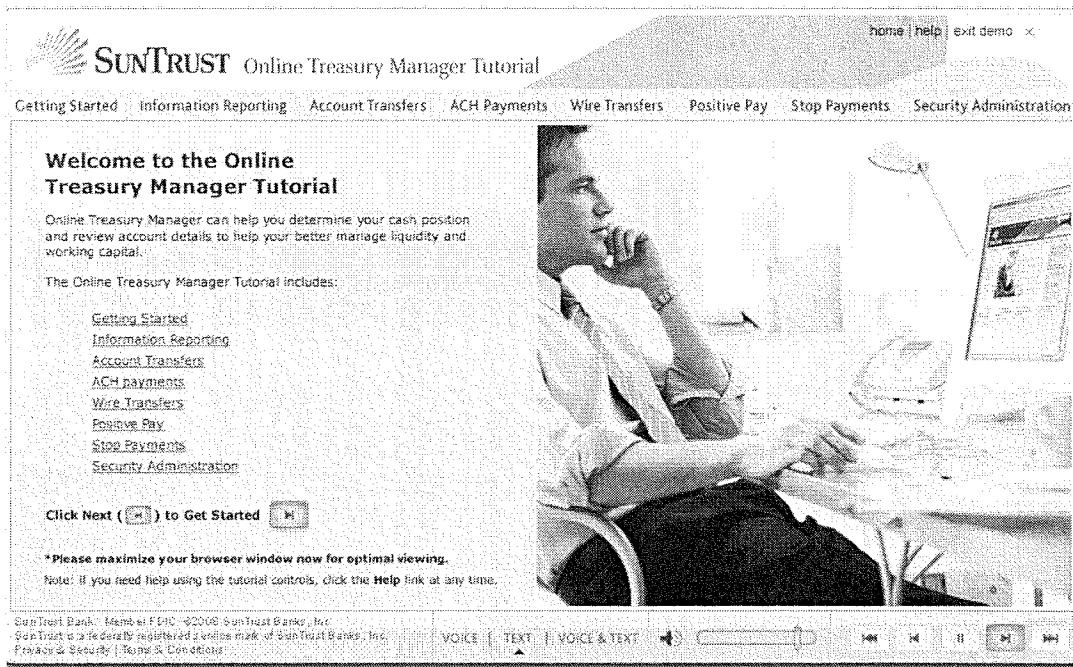 home | help | exit demo ×
SUNTRUST Online Treasury Manager Tutorial
Getting Started Information Reporting Account Transfers ACH Payments Wire Transfers Positive Pay Stop Payments Security Administration
Welcome to the Online
Treasury Manager Tutorial
Online Treasury Manager can help you determine your cash position
and review account details to help your better manage liquidity and
working capital.
The Online Treasury Manager Tutorial includes:
Getting Started
Information Reporting
Account Transfers
ACH payments
Wire Transfers
Positive Pay
Stop Payments
Security Administration
Click Next ( ) to Get Started
*Please maximize your browser window now for optimal viewing.
Note: If you need help using the tutorial controls, click the Help link at any time.
SunTrust Bank, Member FDIC. ©2008 SunTrust Banks, Inc.
SunTrust is a federally registered service mark of SunTrust Banks, Inc.
Privacy & Security | Terms & Conditions
VOICE | TEXT | VOICE & TEXT